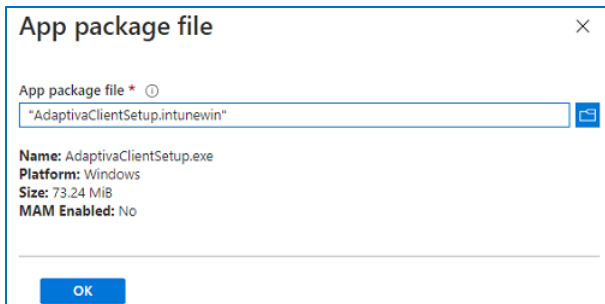 App package file
App package file *
"AdaptivaClientSetup.intunewin"
Name: AdaptivaClientSetup.exe
Platform: Windows
Size: 73.24 MiB
MAM Enabled: No
OK